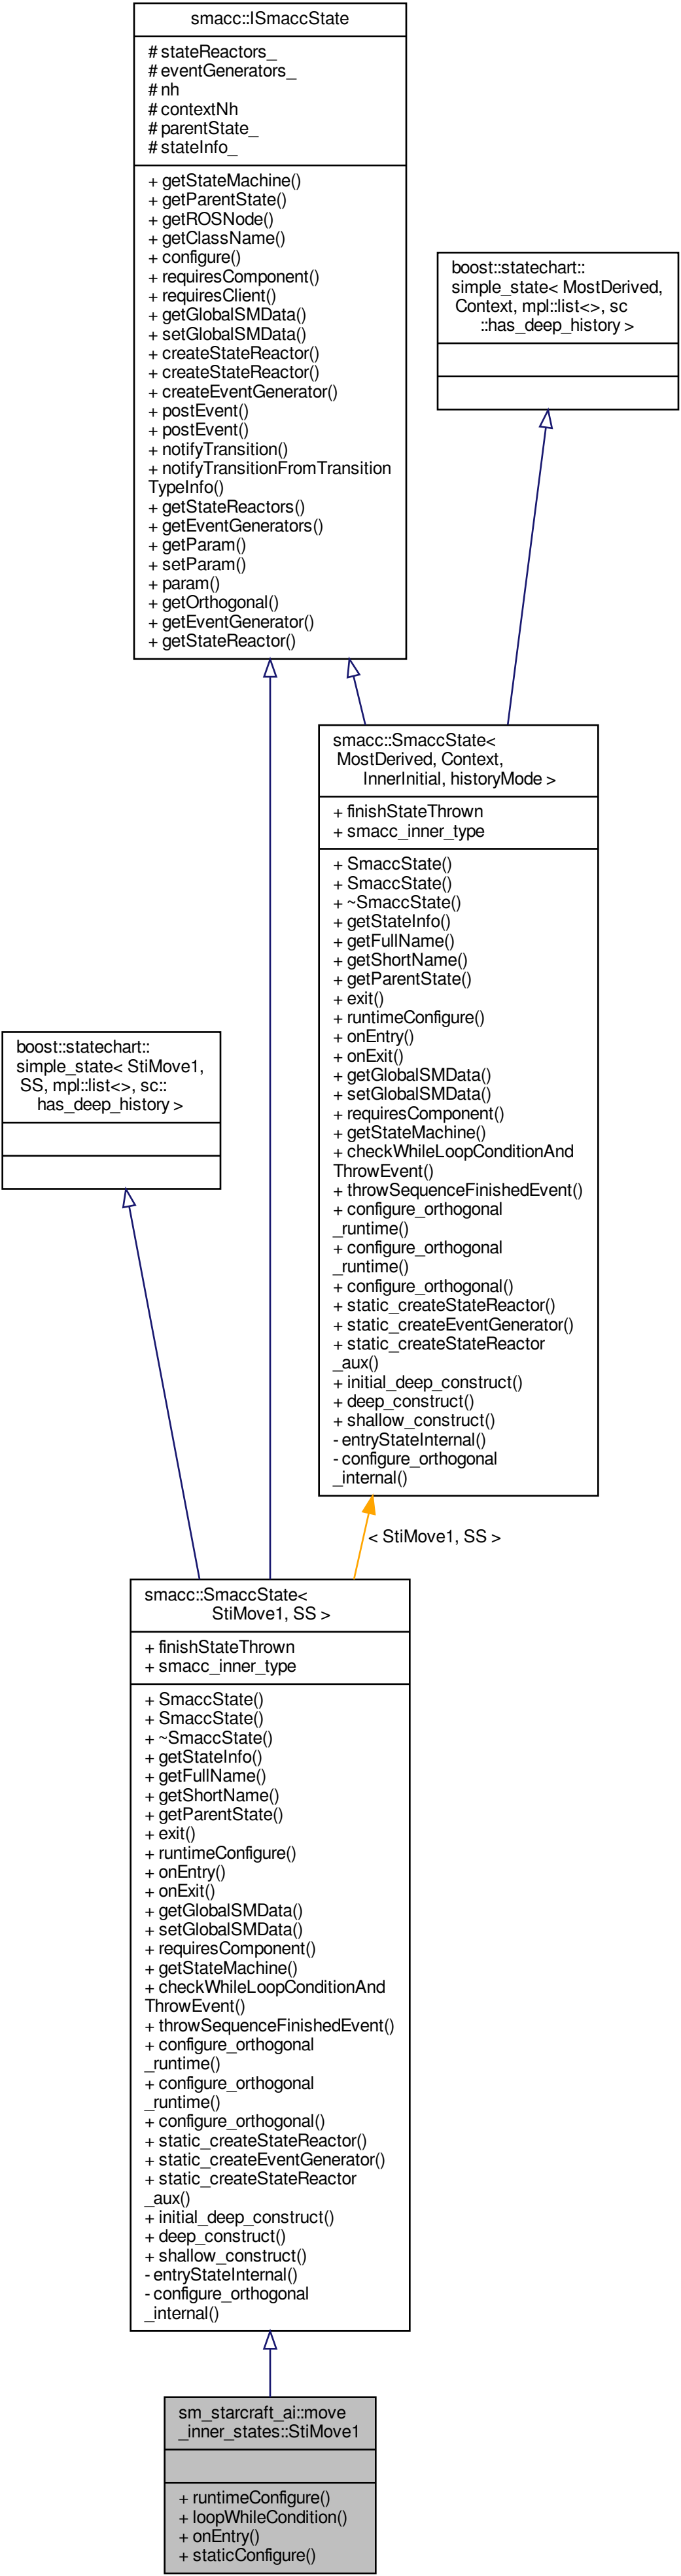 smacc::ISmaccState
# stateReactors_
# eventGenerators_
# nh
# contextNh
# parentState_
# stateInfo_
+ getStateMachine()
+ getParentState()
+ getROSNode()
+ getClassName()
+ configure()
+ requiresComponent()
+ requiresClient()
+ getGlobalSMData()
+ setGlobalSMData()
+ createStateReactor()
+ createStateReactor()
+ createEventGenerator()
+ postEvent()
+ postEvent()
+ notifyTransition()
+ notifyTransitionFromTransition
TypeInfo()
+ getStateReactors()
+ getEventGenerators()
+ getParam()
+ setParam()
+ param()
+ getOrthogonal()
+ getEventGenerator()
+ getStateReactor()
boost::statechart::
simple_state< MostDerived,
Context, mpl::list<>, sc
::has_deep_history >
smacc::SmaccState<
MostDerived, Context,
InnerInitial, historyMode >
+ finishStateThrown
+ smacc_inner_type
+ SmaccState()
+ SmaccState()
+ ~SmaccState()
+ getStateInfo()
+ getFullName()
+ getShortName()
+ getParentState()
+ exit()
+ runtimeConfigure()
+ onEntry()
+ onExit()
+ getGlobalSMData()
+ setGlobalSMData()
+ requiresComponent()
+ getStateMachine()
+ checkWhileLoopConditionAnd
ThrowEvent()
+ throwSequenceFinishedEvent()
+ configure_orthogonal
_runtime()
+ configure_orthogonal
_runtime()
+ configure_orthogonal()
+ static_createStateReactor()
+ static_createEventGenerator()
+ static_createStateReactor
_aux()
+ initial_deep_construct()
+ deep_construct()
+ shallow_construct()
- entryStateInternal()
- configure_orthogonal
_internal()
boost::statechart::
simple_state< StiMove1,
SS, mpl::list<>, sc::
has_deep_history >
< StiMove1, SS >
smacc::SmaccState<
StiMove1, SS >
+ finishStateThrown
+ smacc_inner_type
+ SmaccState()
+ SmaccState()
+ ~SmaccState()
+ getStateInfo()
+ getFullName()
+ getShortName()
+ getParentState()
+ exit()
+ runtimeConfigure()
+ onEntry()
+ onExit()
+ getGlobalSMData()
+ setGlobalSMData()
+ requiresComponent()
+ getStateMachine()
+ checkWhileLoopConditionAnd
ThrowEvent()
+ throwSequenceFinishedEvent()
+ configure_orthogonal
_runtime()
+ configure_orthogonal
_runtime()
+ configure_orthogonal()
+ static_createStateReactor()
+ static_createEventGenerator()
+ static_createStateReactor
_aux()
+ initial_deep_construct()
+ deep_construct()
+ shallow_construct()
- entryStateInternal()
- configure_orthogonal
_internal()
sm_starcraft_ai::move
_inner_states::StiMove1
+ runtimeConfigure()
+ loopWhileCondition()
+ onEntry()
+ staticConfigure()